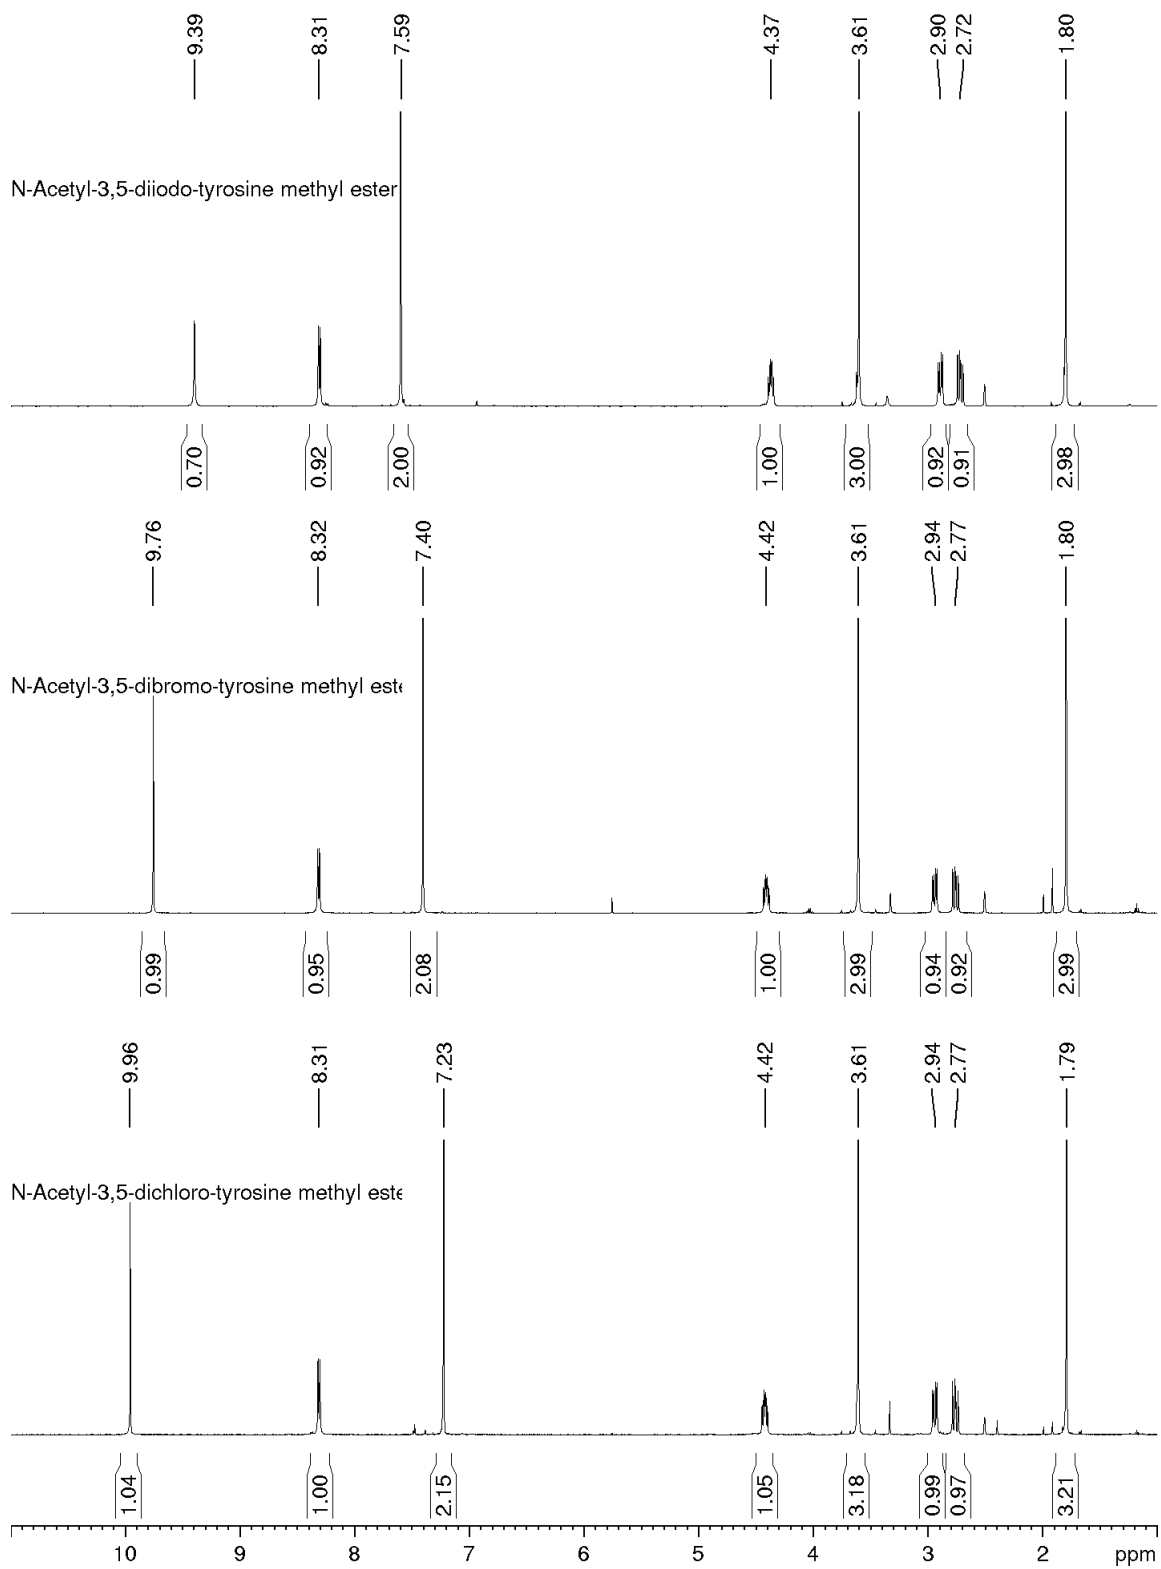 9.39 8.31 7.59 4.37 3.61 2.90 2.72 1.80
N-Acetyl-3,5-diiodo-tyrosine methyl ester
0.70 0.92 2.00 1.00 3.00 0.92 0.91 2.98
9.76 8.32 7.40 4.42 3.61 2.94 2.77 1.80
N-Acetyl-3,5-dibromo-tyrosine methyl este
0.99 0.95 2.08 1.00 2.99 0.94 0.92 2.99
9.96 8.31 7.23 4.42 3.61 2.94 2.77 1.79
N-Acetyl-3,5-dichloro-tyrosine methyl este
1.04 1.00 2.15 1.05 3.18 0.99 0.97 3.21
10 9 8 7 6 5 4 3 2 ppm